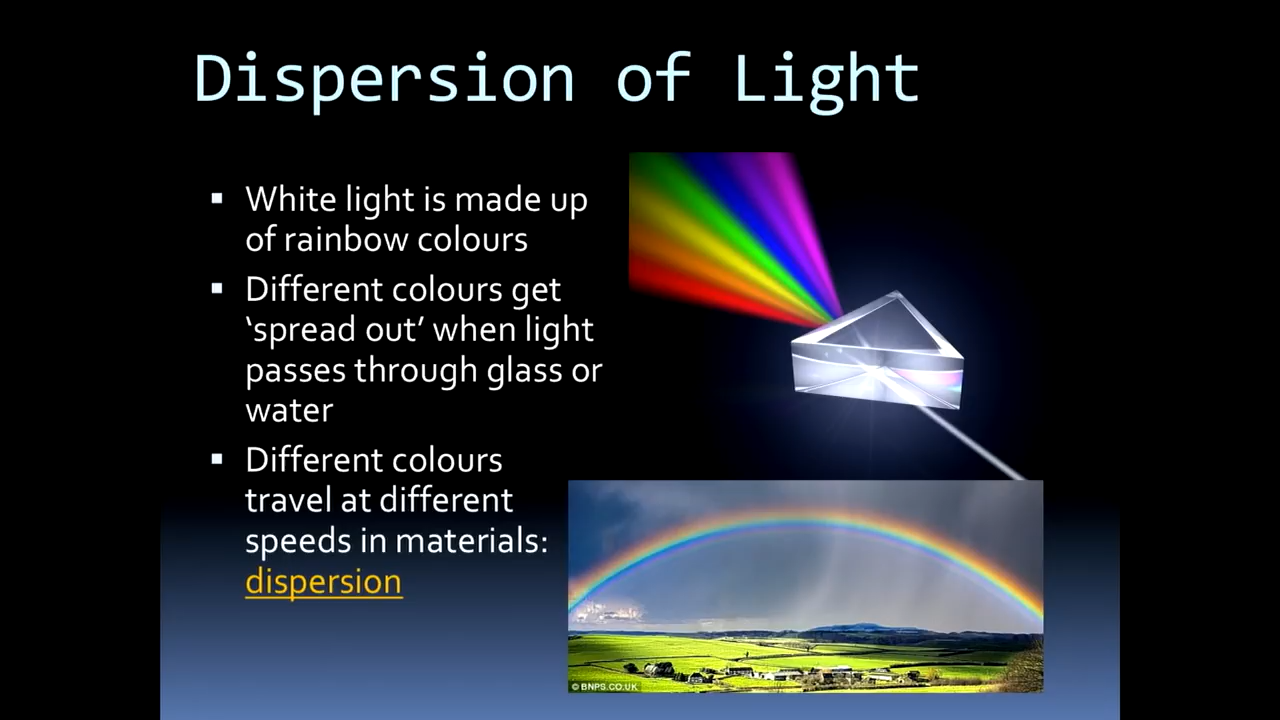 Dispersion of Light
▪ White light is made up
of rainbow colours
▪ Different colours get
‘spread out’ when light
passes through glass or
water
▪ Different colours
travel at different
speeds in materials:
dispersion
© BNPS.CO.UK